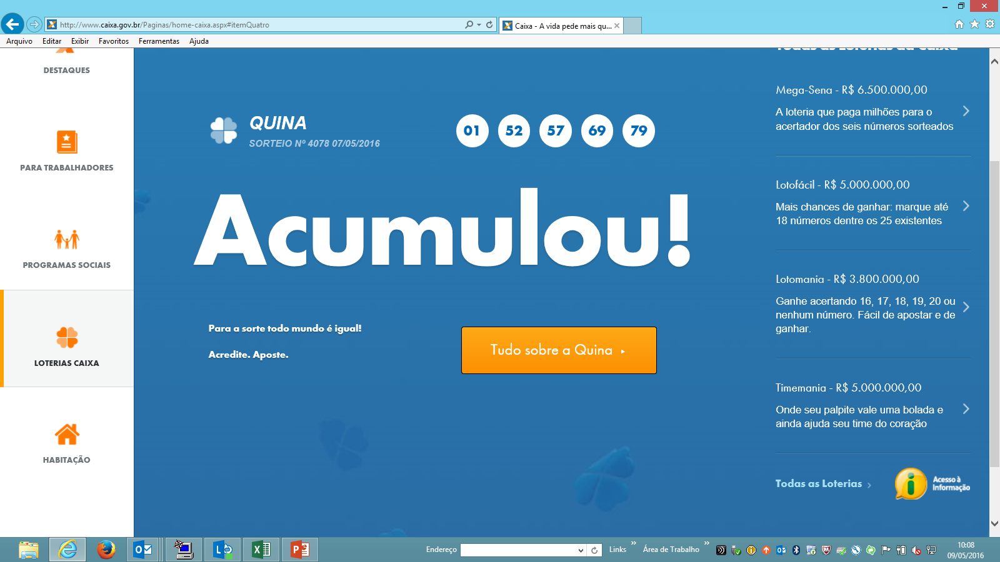 http://www.caixa.gov.br/Paginas/home-caixa.aspx#itemQuatro
Caixa - A vida pede mais qu...
Arquivo Editar Exibir Favoritos Ferramentas Ajuda
DESTAQUES
PARA TRABALHADORES
PROGRAMAS SOCIAIS
LOTERIAS CAIXA
HABITAÇÃO
QUINA
SORTEIO Nº 4078 07/05/2016
01 52 57 69 79
Acumulou!
Para a sorte todo mundo é igual!
Acredite. Aposte.
Tudo sobre a Quina
Todas as Loterias da Caixa
Mega-Sena - R$ 6.500.000,00
A loteria que paga milhões para o
acertador dos seis números sorteados
Lotofácil - R$ 5.000.000,00
Mais chances de ganhar: marque até
18 números dentre os 25 existentes
Lotomania - R$ 3.800.000,00
Ganhe acertando 16, 17, 18, 19, 20 ou
nenhum número. Fácil de apostar e de
ganhar.
Timemania - R$ 5.000.000,00
Onde seu palpite vale uma bolada e
ainda ajuda seu time do coração
Todas as Loterias
Acesso à
Informação
Endereço
Links
Área de Trabalho
10:08
09/05/2016